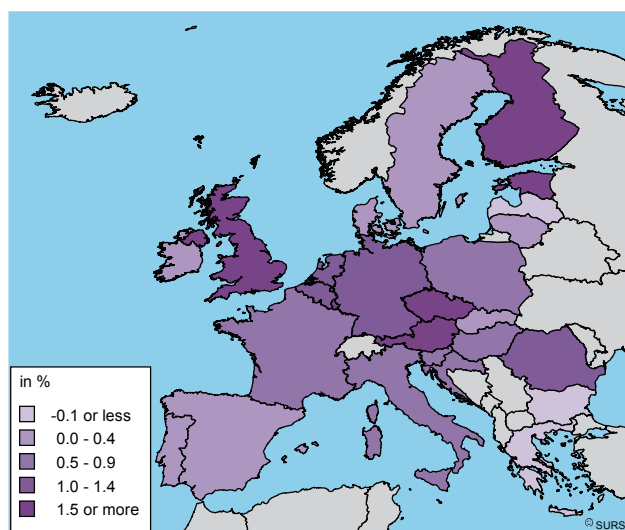 in %
-0.1 or less
0.0 - 0.4
0.5 - 0.9
1.0 - 1.4
1.5 or more
© SURS